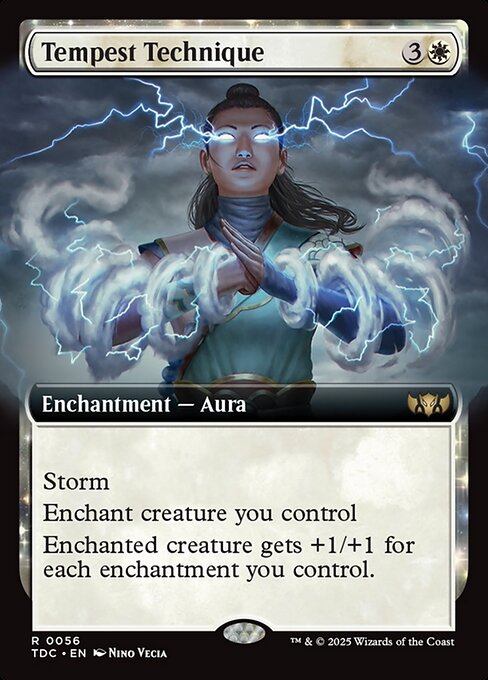 Tempest Technique 3
Enchantment — Aura
Storm
Enchant creature you control
Enchanted creature gets +1/+1 for
each enchantment you control.
R 0056
™ & © 2025 Wizards of the Coast
TDC • EN Nino Vecia